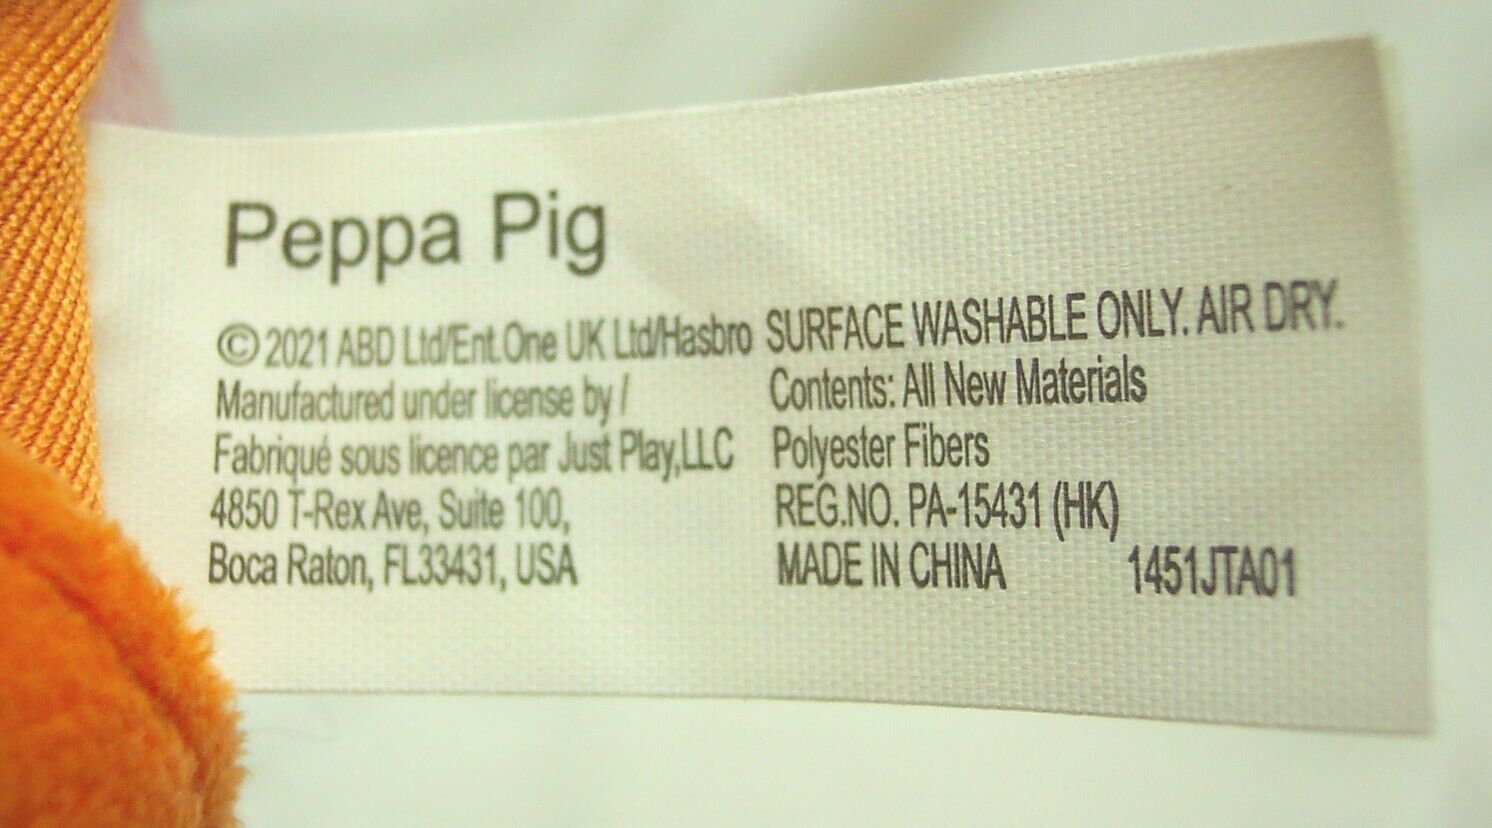 Peppa Pig
© 2021 ABD Ltd/Ent.One UK Ltd/Hasbro
Manufactured under license by /
Fabriqué sous licence par Just Play,LLC
4850 T-Rex Ave, Suite 100,
Boca Raton, FL33431, USA
SURFACE WASHABLE ONLY. AIR DRY.
Contents: All New Materials
Polyester Fibers
REG.NO. PA-15431 (HK)
MADE IN CHINA 1451JTA01